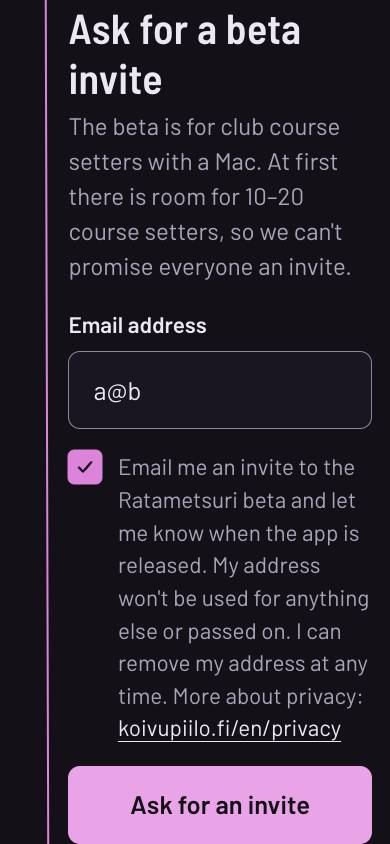 Ask for a beta
invite
The beta is for club course
setters with a Mac. At first
there is room for 10–20
course setters, so we can't
promise everyone an invite.
Email address
a@b
Email me an invite to the
Ratametsuri beta and let
me know when the app is
released. My address
won't be used for anything
else or passed on. I can
remove my address at any
time. More about privacy:
koivupiilo.fi/en/privacy
Ask for an invite